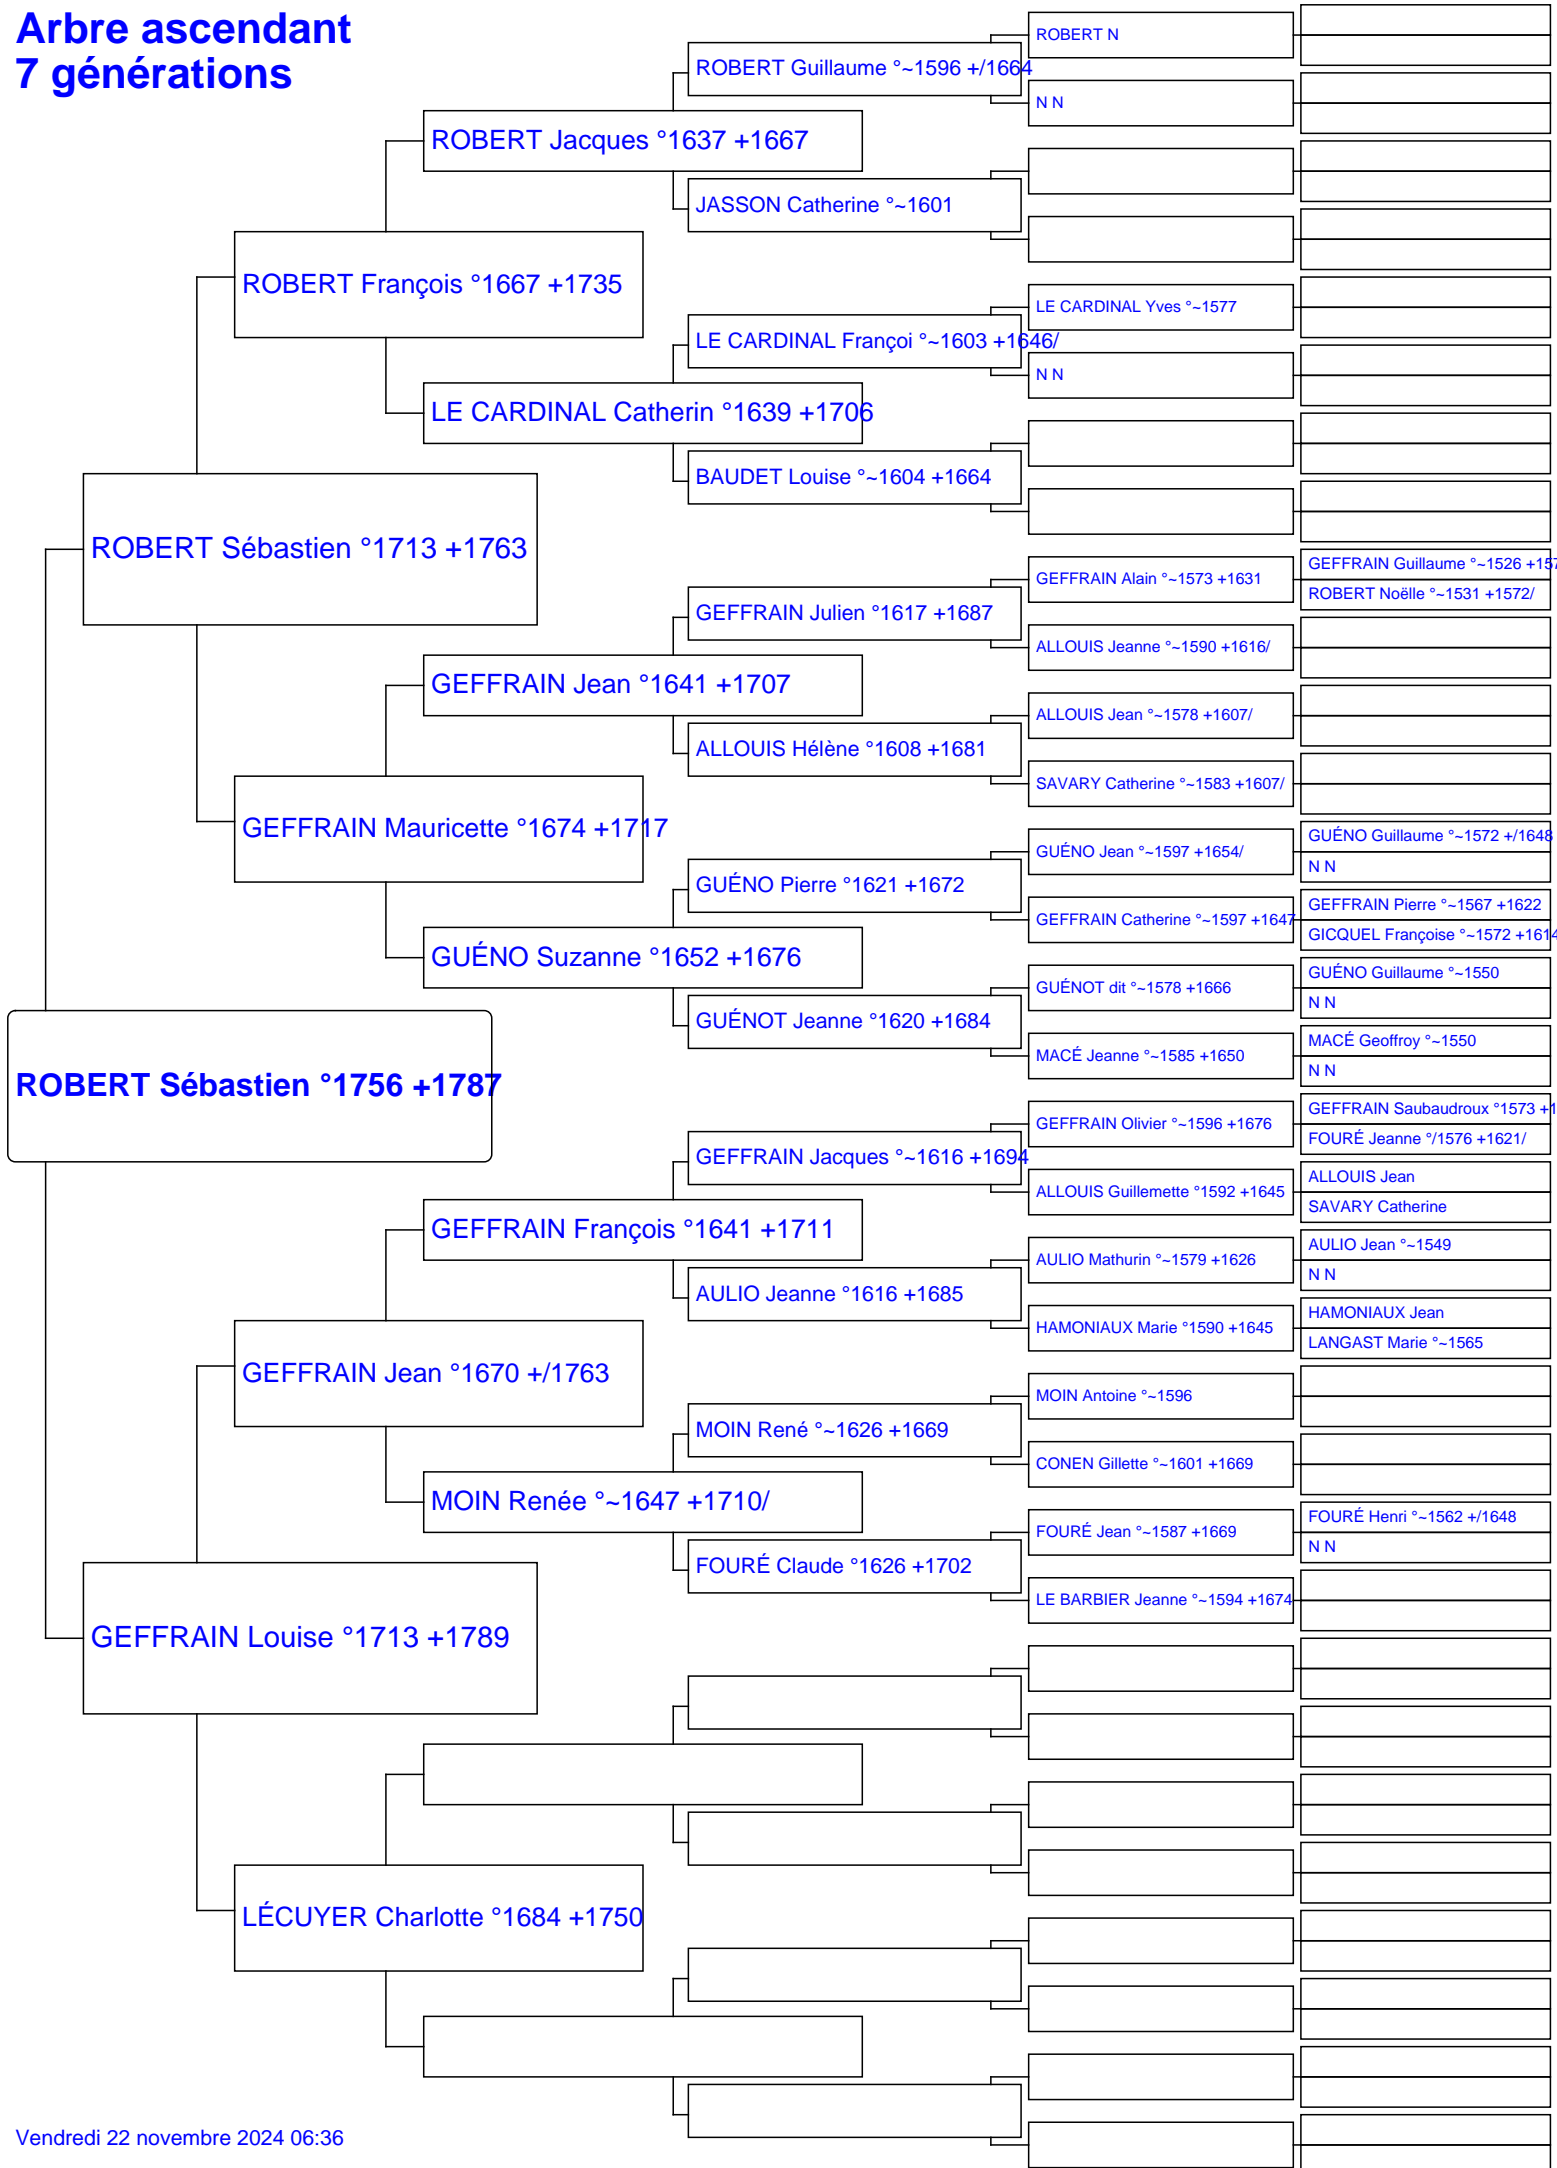 Arbre ascendant
7 générations
ROBERT N
ROBERT Guillaume °~1596 +/1664
N N
ROBERT Jacques °1637 +1667
JASSON Catherine °~1601
ROBERT François °1667 +1735
LE CARDINAL Yves °~1577
LE CARDINAL Françoi °~1603 +1646/
N N
LE CARDINAL Catherin °1639 +1706
BAUDET Louise °~1604 +1664
ROBERT Sébastien °1713 +1763
GEFFRAIN Guillaume °~1526 +157
GEFFRAIN Alain °~1573 +1631
ROBERT Noëlle °~1531 +1572/
GEFFRAIN Julien °1617 +1687
ALLOUIS Jeanne °~1590 +1616/
GEFFRAIN Jean °1641 +1707
ALLOUIS Jean °~1578 +1607/
ALLOUIS Hélène °1608 +1681
SAVARY Catherine °~1583 +1607/
GEFFRAIN Mauricette °1674 +1717
GUÉNO Guillaume °~1572 +/1648
GUÉNO Jean °~1597 +1654/
N N
GUÉNO Pierre °1621 +1672
GEFFRAIN Pierre °~1567 +1622
GEFFRAIN Catherine °~1597 +1647
GICQUEL Françoise °~1572 +1614
GUÉNO Suzanne °1652 +1676
GUÉNO Guillaume °~1550
GUÉNOT dit °~1578 +1666
N N
GUÉNOT Jeanne °1620 +1684
MACÉ Geoffroy °~1550
MACÉ Jeanne °~1585 +1650
N N
ROBERT Sébastien °1756 +1787
GEFFRAIN Saubaudroux °1573 +1
GEFFRAIN Olivier °~1596 +1676
FOURÉ Jeanne °/1576 +1621/
GEFFRAIN Jacques °~1616 +1694
ALLOUIS Jean
ALLOUIS Guillemette °1592 +1645
SAVARY Catherine
GEFFRAIN François °1641 +1711
AULIO Jean °~1549
AULIO Mathurin °~1579 +1626
N N
AULIO Jeanne °1616 +1685
HAMONIAUX Jean
HAMONIAUX Marie °1590 +1645
LANGAST Marie °~1565
GEFFRAIN Jean °1670 +/1763
MOIN Antoine °~1596
MOIN René °~1626 +1669
CONEN Gillette °~1601 +1669
MOIN Renée °~1647 +1710/
FOURÉ Henri °~1562 +/1648
FOURÉ Jean °~1587 +1669
N N
FOURÉ Claude °1626 +1702
LE BARBIER Jeanne °~1594 +1674
GEFFRAIN Louise °1713 +1789
LÉCUYER Charlotte °1684 +1750
Vendredi 22 novembre 2024 06:36